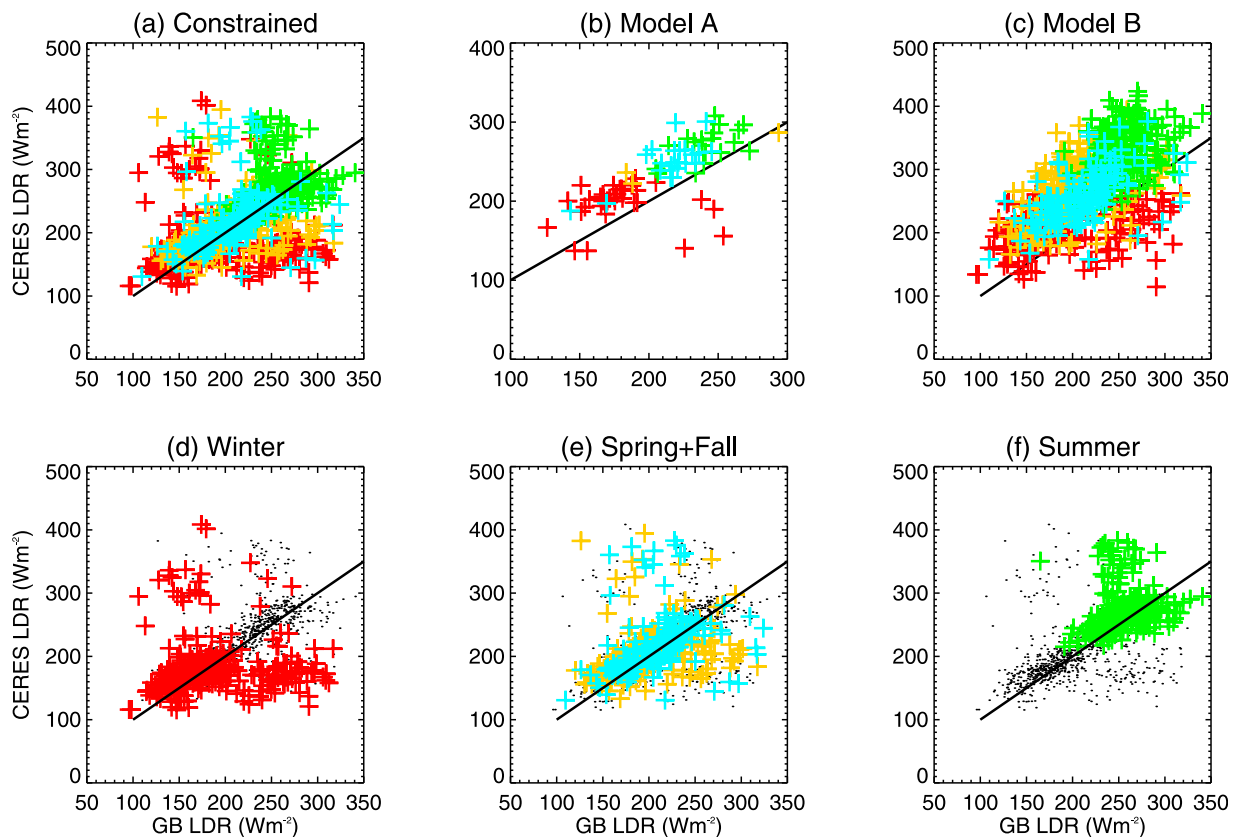 (a) Constrained
(b) Model A
(c) Model B
CERES LDR (Wm-2)
500
400
300
200
100
0
50 100 150 200 250 300 350
400
300
200
100
0
100 150 200 250 300
500
400
300
200
100
0
50 100 150 200 250 300 350
(d) Winter
(e) Spring+Fall
(f) Summer
CERES LDR (Wm-2)
500
400
300
200
100
0
50 100 150 200 250 300 350
GB LDR (Wm-2)
500
400
300
200
100
0
50 100 150 200 250 300 350
GB LDR (Wm-2)
500
400
300
200
100
0
50 100 150 200 250 300 350
GB LDR (Wm-2)